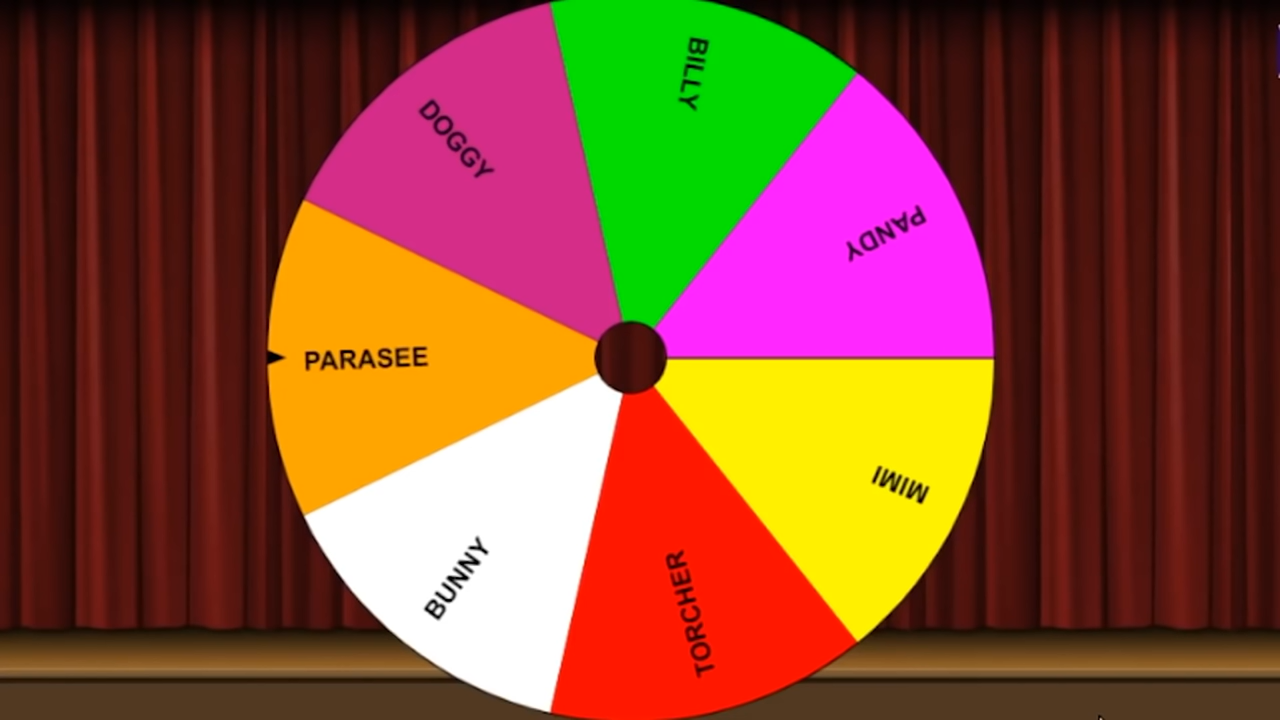 BILLY
DOGGY
PANDY
PARASEE
MIMI
BUNNY
TORCHER